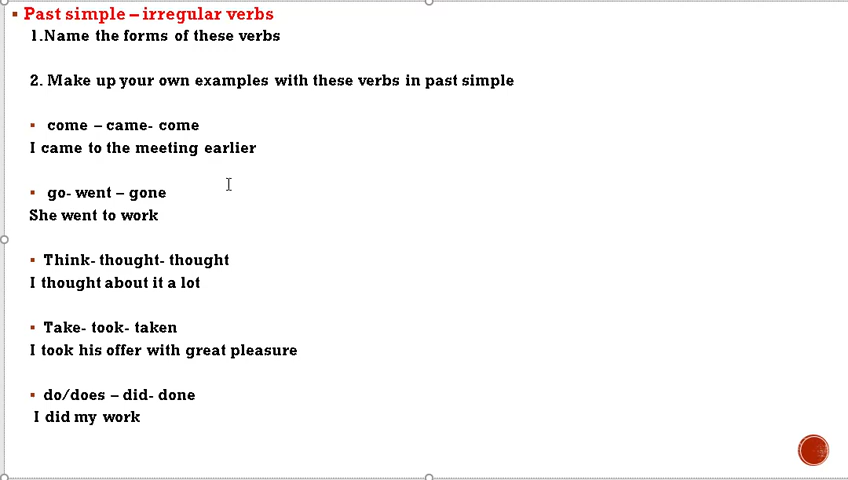 Past simple – irregular verbs
1.Name the forms of these verbs
2. Make up your own examples with these verbs in past simple
come – came- come
I came to the meeting earlier
go- went – gone
She went to work
Think- thought- thought
I thought about it a lot
Take- took- taken
I took his offer with great pleasure
do/does – did- done
I did my work